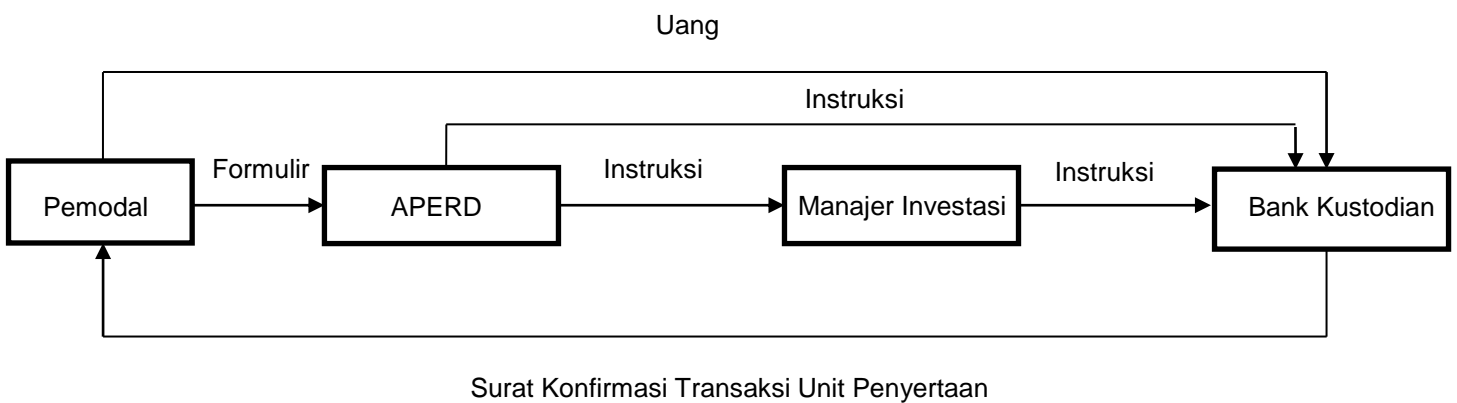 Uang
Instruksi
Formulir
Instruksi
Instruksi
Pemodal
APERD
Manajer Investasi
Bank Kustodian
Surat Konfirmasi Transaksi Unit Penyertaan